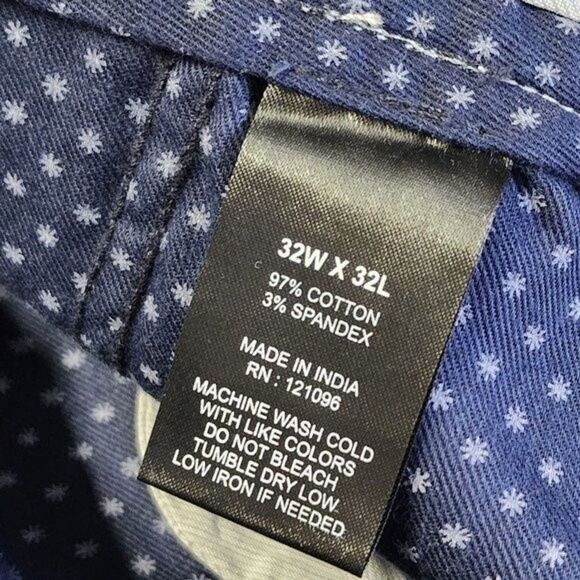 32W X 32L
97% COTTON
3% SPANDEX
MADE IN INDIA
RN : 121096
MACHINE WASH COLD
WITH LIKE COLORS
DO NOT BLEACH
TUMBLE DRY LOW.
LOW IRON IF NEEDED